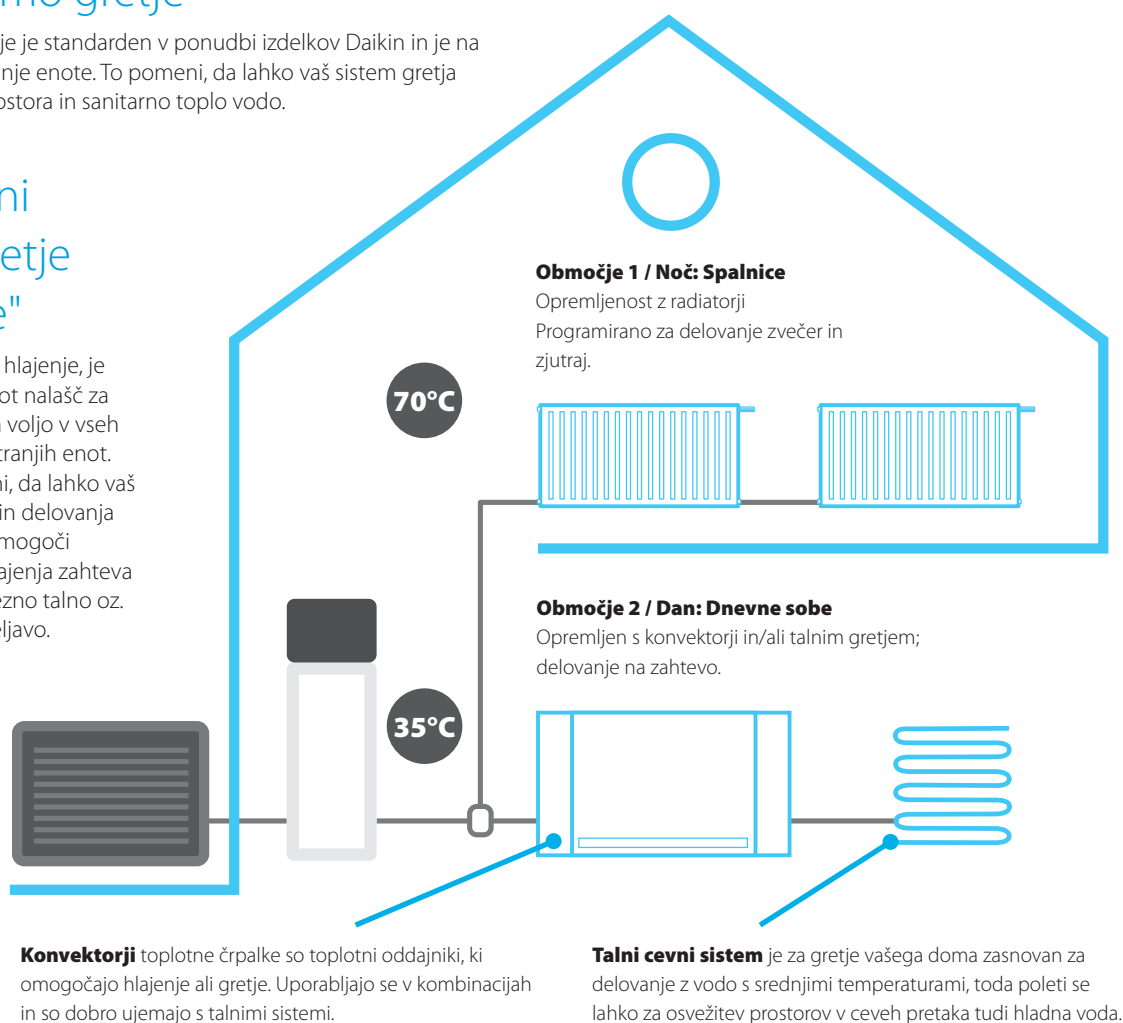 mo gretje
je je standarden v ponudbi izdelkov Daikin in je na
nje enote. To pomeni, da lahko vaš sistem gretja
ostora in sanitarno toplo vodo.
ni
etje
e"
hlajenje, je
ot nalašč za
voljo v vseh
tranjih enot.
ni, da lahko vaš
in delovanja
mogoči
ajenja zahteva
ezno talno oz.
eljavo.
Območje 1 / Noč: Spalnice
Opremljenost z radiatorji
Programirano za delovanje zvečer in
zjutraj.
70°C
Območje 2 / Dan: Dnevne sobe
Opremljen s konvektorji in/ali talnim gretjem;
delovanje na zahtevo.
35°C
Konvektorji toplotne črpalke so toplotni oddajniki, ki
omogočajo hlajenje ali gretje. Uporabljajo se v kombinacijah
in so dobro ujemajo s talnimi sistemi.
Talni cevni sistem je za gretje vašega doma zasnovan za
delovanje z vodo s srednjimi temperaturami, toda poleti se
lahko za osvežitev prostorov v ceveh pretaka tudi hladna voda.